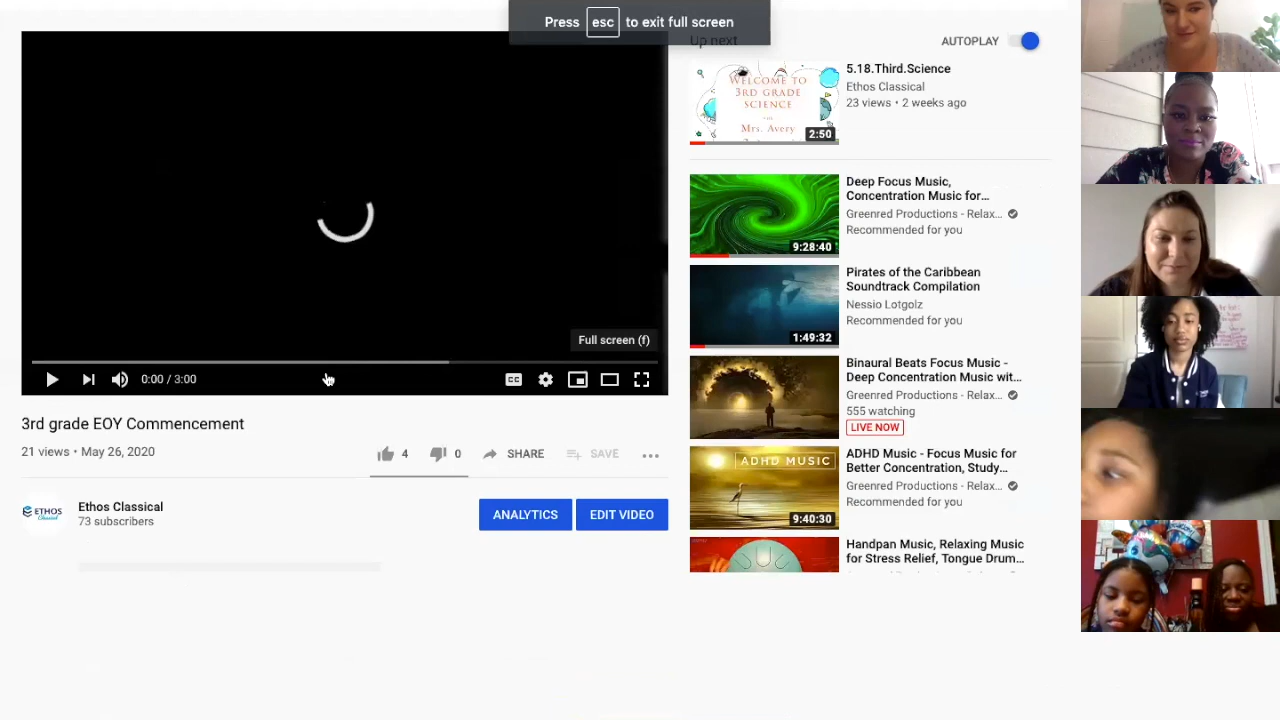 Press esc to exit full screen
Up next
AUTOPLAY
WELCOME TO
3RD GRADE
SCIENCE
Mrs. Avery
2:50
5.18.Third.Science
Ethos Classical
23 views • 2 weeks ago
9:28:40
Deep Focus Music,
Concentration Music for...
Greenred Productions - Relax...
Recommended for you
1:49:32
Pirates of the Caribbean
Soundtrack Compilation
Nessio Lotgolz
Recommended for you
Binaural Beats Focus Music -
Deep Concentration Music wit...
Greenred Productions - Relax...
555 watching
LIVE NOW
ADHD MUSIC
9:40:30
ADHD Music - Focus Music for
Better Concentration, Study...
Greenred Productions - Relax...
Recommended for you
Handpan Music, Relaxing Music
for Stress Relief, Tongue Drum...
Full screen (f)
0:00 / 3:00
CC
3rd grade EOY Commencement
21 views • May 26, 2020
4
0
SHARE
SAVE
ETHOS
Classical
Ethos Classical
73 subscribers
ANALYTICS
EDIT VIDEO